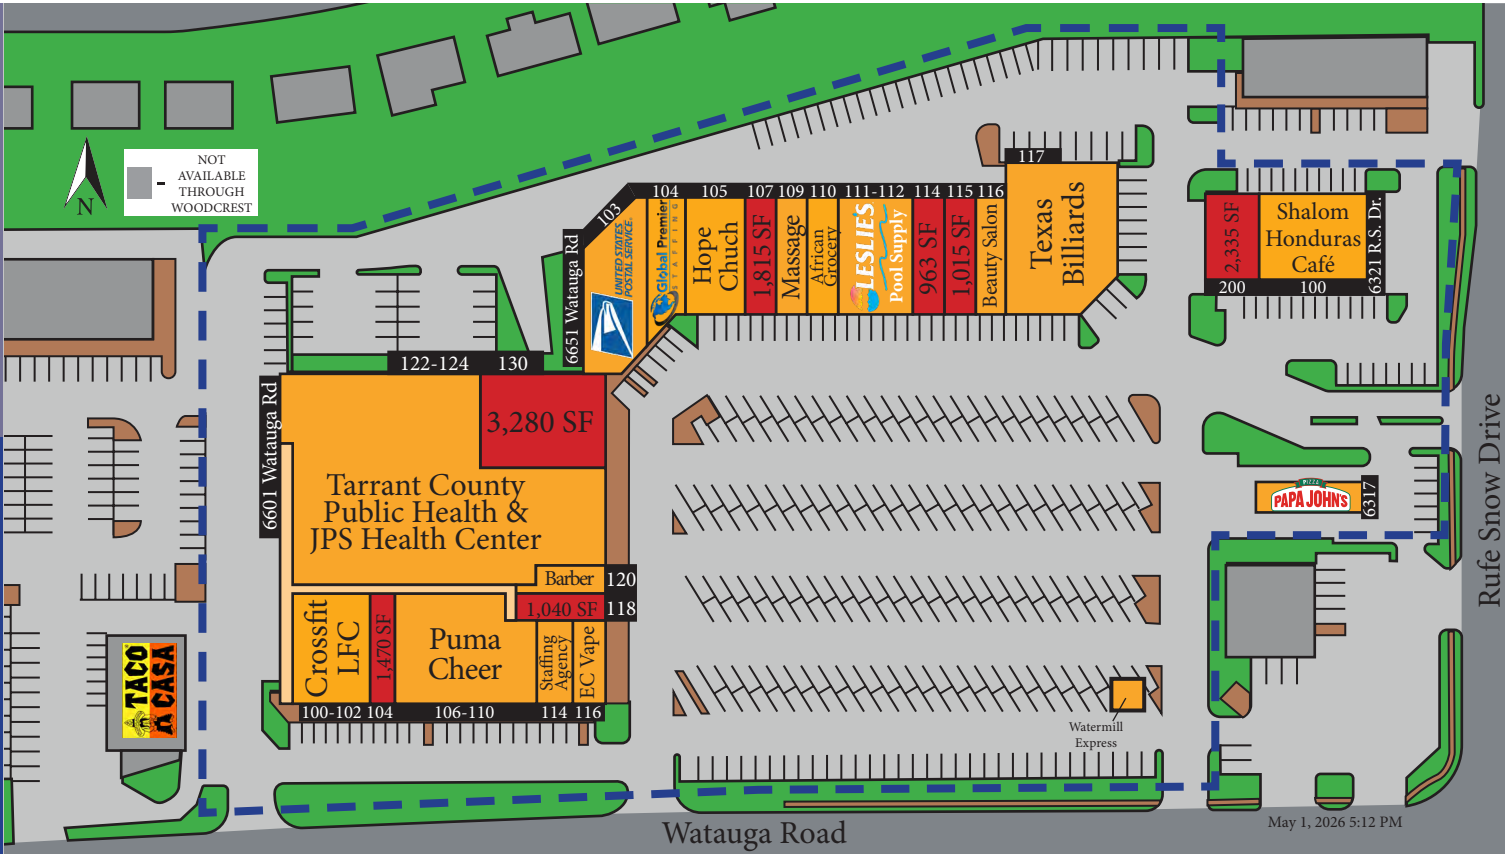 NOT
AVAILABLE
THROUGH
WOODCREST
N
117
103
104
105
107
109
110
111-112
114
115
116
6651 Watauga Rd
UNITED STATES
POSTAL SERVICE.
Global Premier
STAFFING
Hope
Chuch
1,815 SF
Massage
African
Grocery
LESLIE'S
Pool Supply
963 SF
1,015 SF
Beauty Salon
Texas
Billiards
2,335 SF
Shalom
Honduras
Café
6321 R.S. Dr.
200
100
122-124
130
6601 Watauga Rd
3,280 SF
Tarrant County
Public Health &
JPS Health Center
Barber
120
1,040 SF
118
Crossfit
LFC
1,470 SF
Puma
Cheer
Staffing
Agency
EC Vape
100-102
104
106-110
114
116
PIZZA
PAPA JOHN'S
6317
Rufe Snow Drive
TACO
A CASA
Watermill
Express
Watauga Road
May 1, 2026 5:12 PM